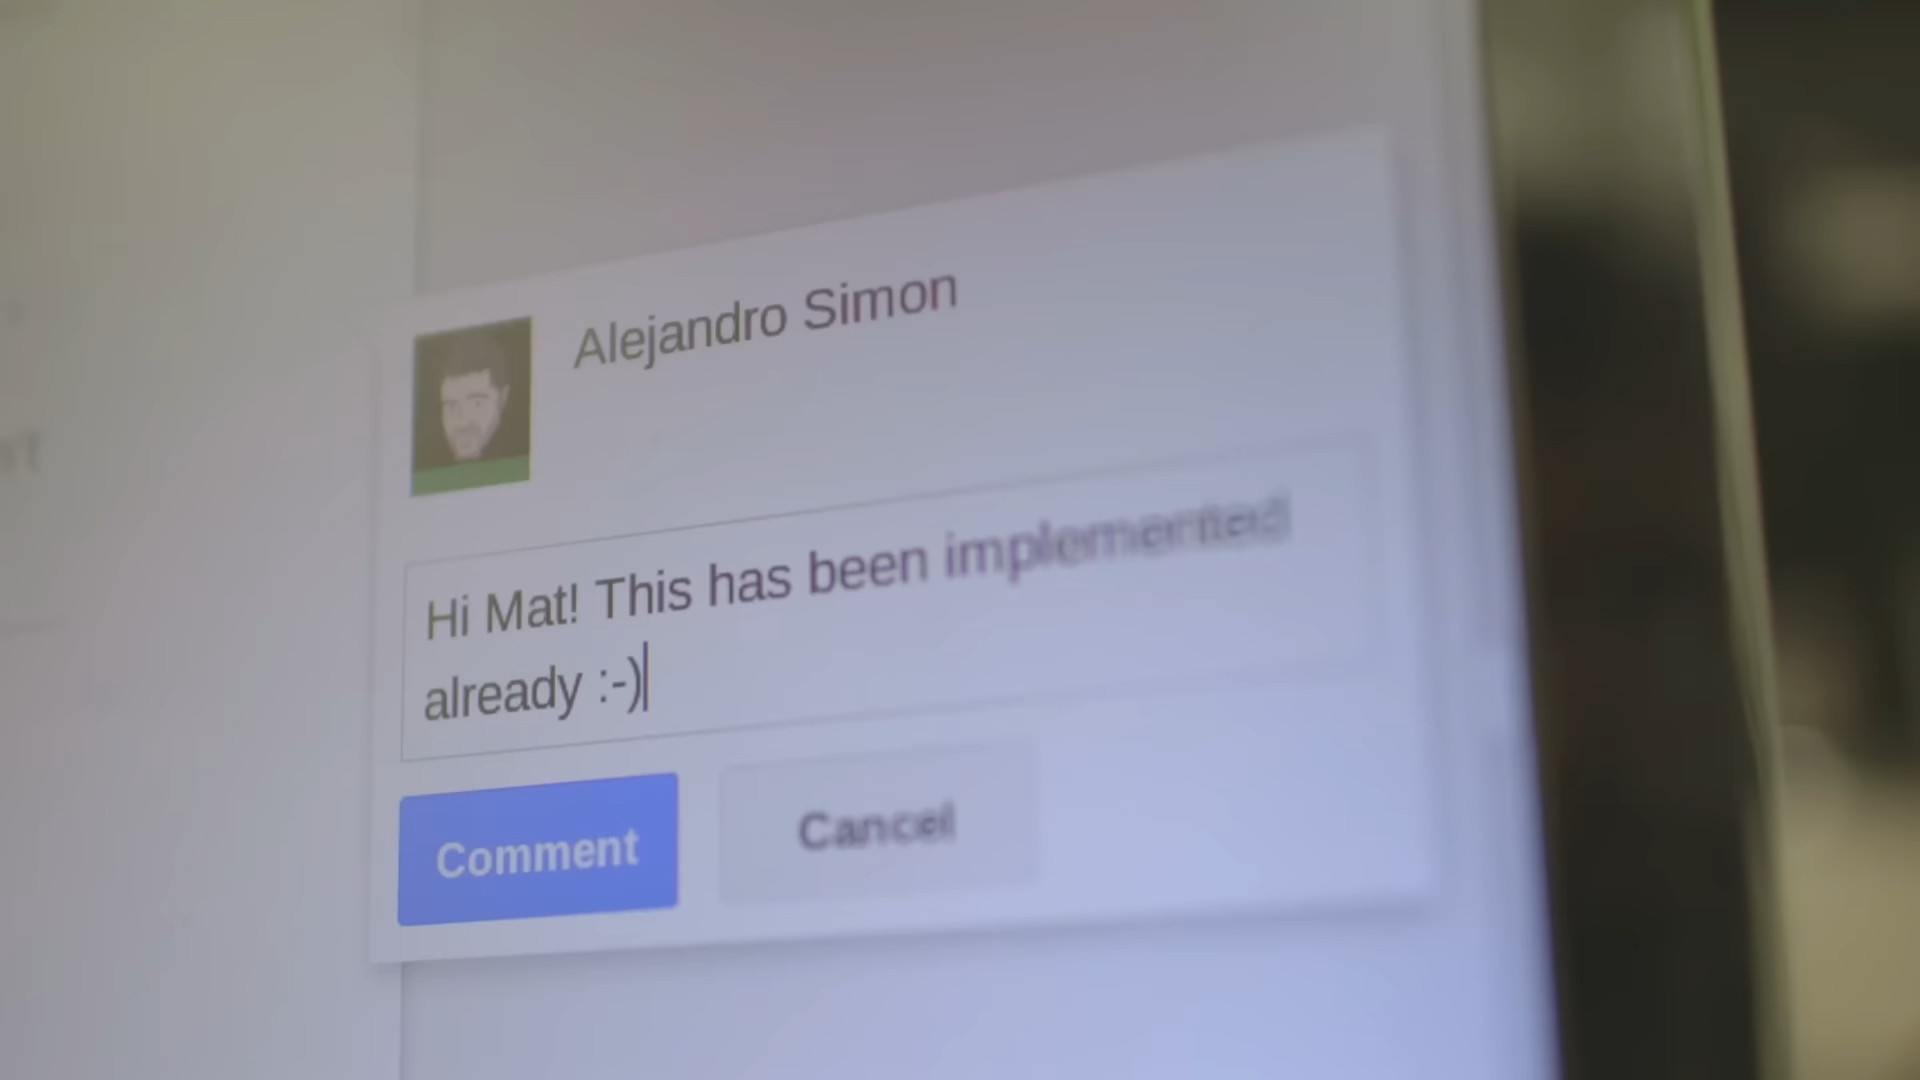 Alejandro Simon
Hi Mat! This has been implemented
already :-)
Comment
Cancel